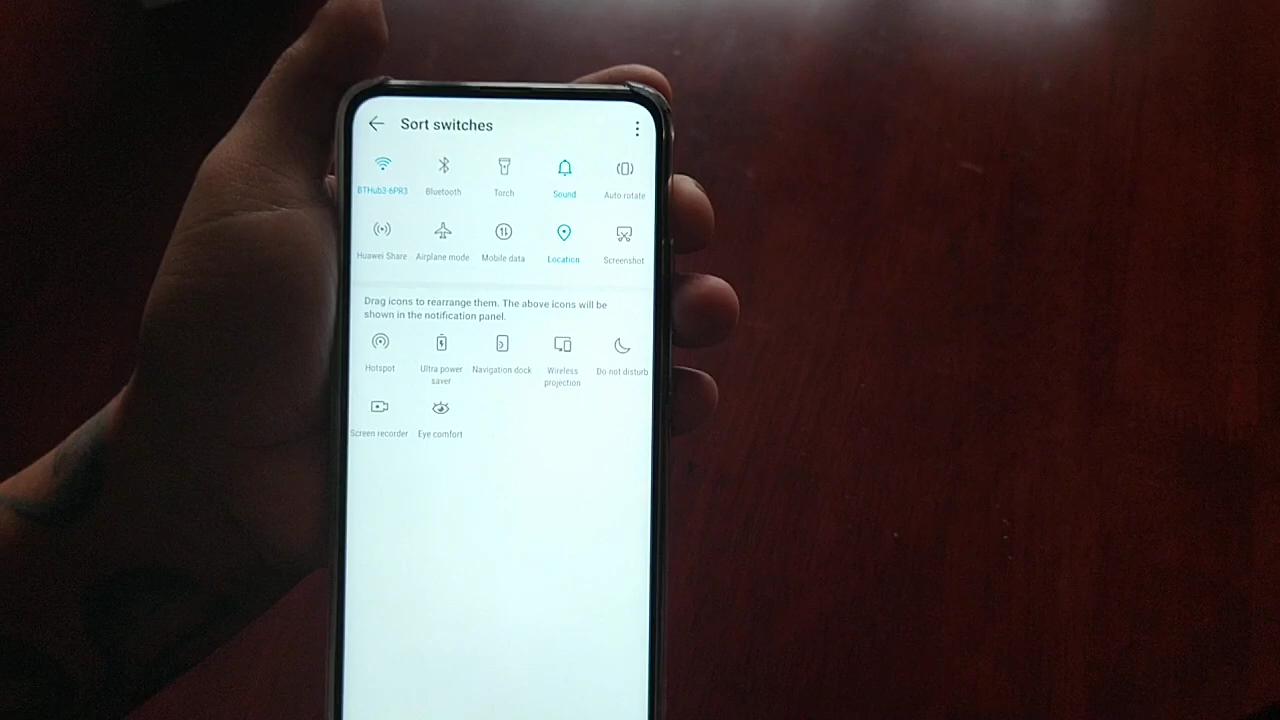 Sort switches
BTHub3-6PR3 Bluetooth Torch Sound Auto rotate
Huawei Share Airplane mode Mobile data Location Screenshot
Drag icons to rearrange them. The above icons will be
shown in the notification panel.
Hotspot Ultra power Navigation dock Wireless Do not disturb
saver projection
Screen recorder Eye comfort